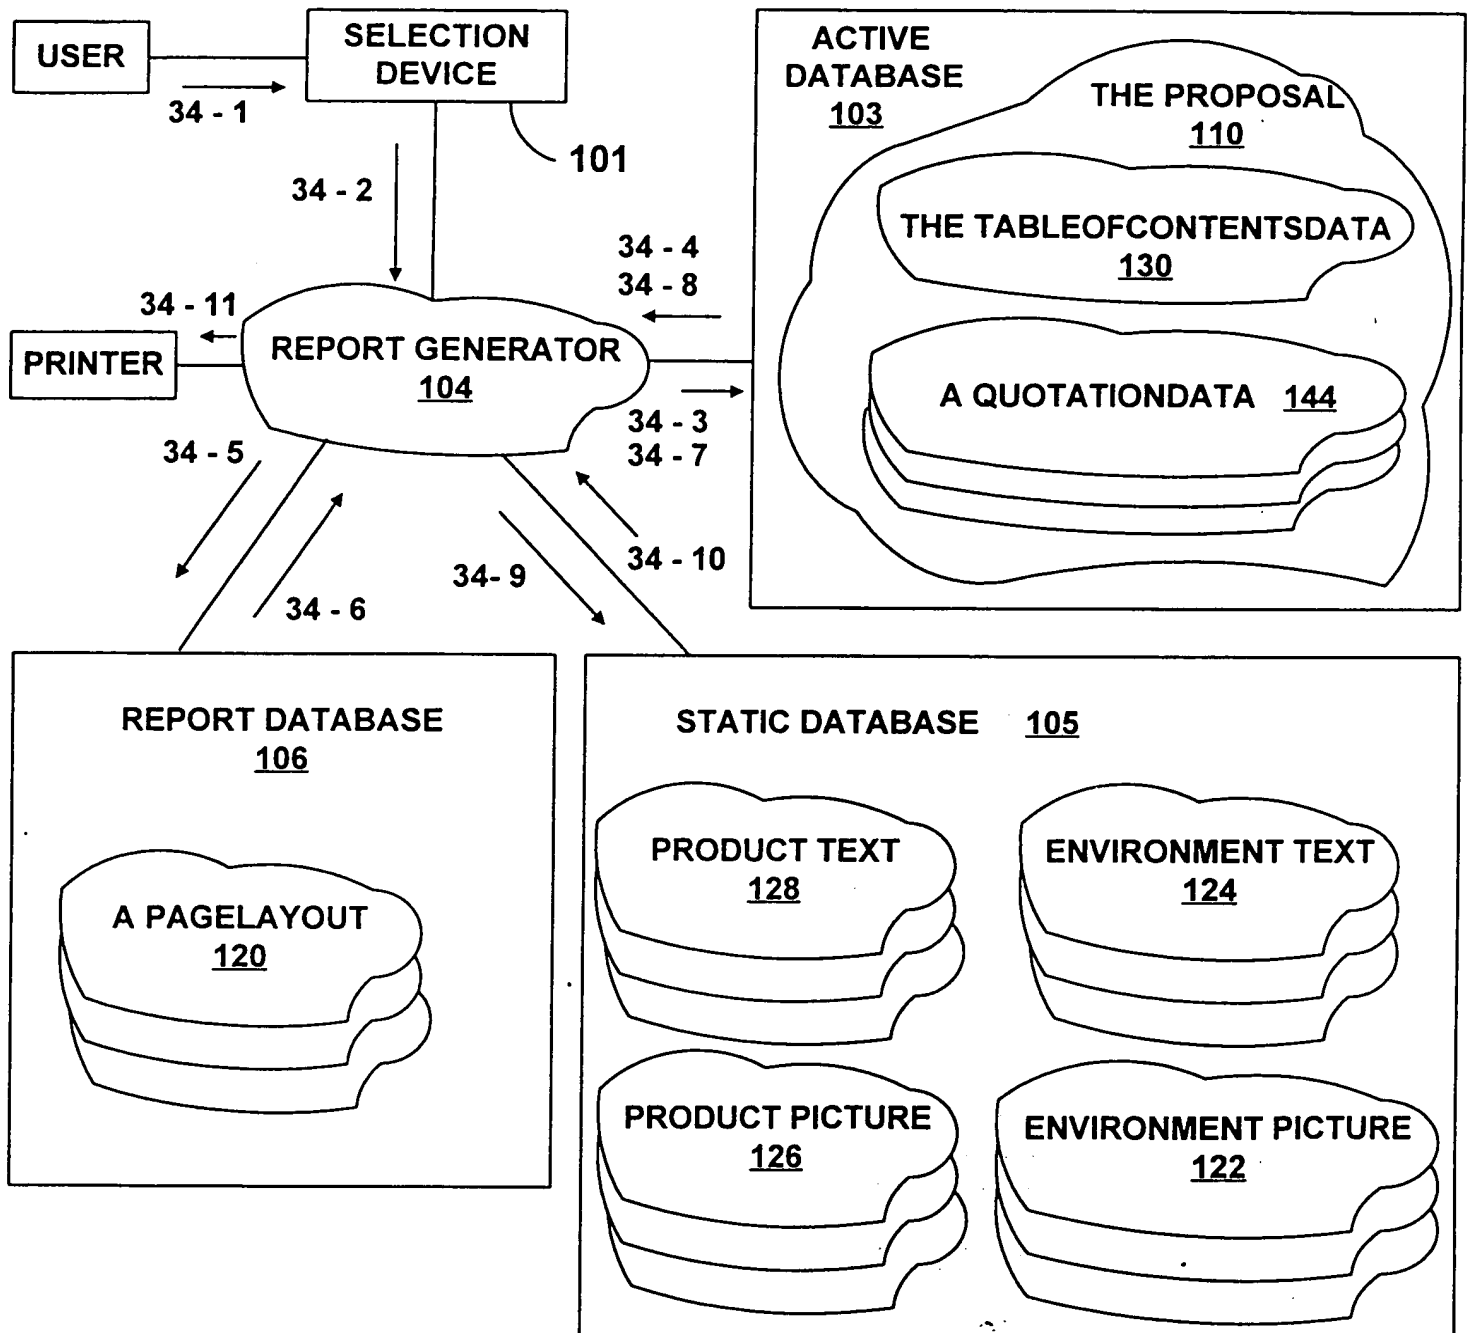 USER
SELECTION
DEVICE
34 - 1
101
34 - 2
ACTIVE
DATABASE
103
THE PROPOSAL
110
THE TABLEOFCONTENTSDATA
130
A QUOTATIONDATA 144
34 - 4
34 - 8
34 - 11
PRINTER
REPORT GENERATOR
104
34 - 3
34 - 7
34 - 5
34 - 6
34- 9
34 - 10
REPORT DATABASE
106
A PAGELAYOUT
120
STATIC DATABASE 105
PRODUCT TEXT
128
ENVIRONMENT TEXT
124
PRODUCT PICTURE
126
ENVIRONMENT PICTURE
122